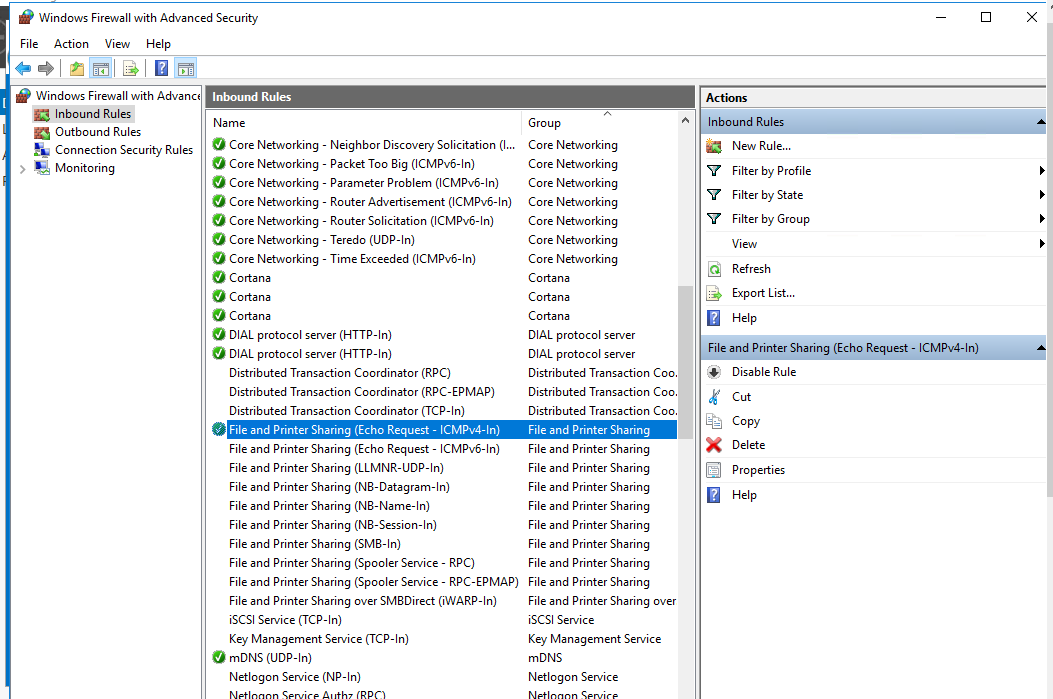 Windows Firewall with Advanced Security
File Action View Help
Windows Firewall with Advance
Inbound Rules
Outbound Rules
Connection Security Rules
Monitoring
Inbound Rules
Name Group
Core Networking - Neighbor Discovery Solicitation (I... Core Networking
Core Networking - Packet Too Big (ICMPv6-In) Core Networking
Core Networking - Parameter Problem (ICMPv6-In) Core Networking
Core Networking - Router Advertisement (ICMPv6-In) Core Networking
Core Networking - Router Solicitation (ICMPv6-In) Core Networking
Core Networking - Teredo (UDP-In) Core Networking
Core Networking - Time Exceeded (ICMPv6-In) Core Networking
Cortana Cortana
Cortana Cortana
Cortana Cortana
DIAL protocol server (HTTP-In) DIAL protocol server
DIAL protocol server (HTTP-In) DIAL protocol server
Distributed Transaction Coordinator (RPC) Distributed Transaction Coo.
Distributed Transaction Coordinator (RPC-EPMAP) Distributed Transaction Coo.
Distributed Transaction Coordinator (TCP-In) Distributed Transaction Coo.
File and Printer Sharing (Echo Request - ICMPv4-In) File and Printer Sharing
File and Printer Sharing (Echo Request - ICMPv6-In) File and Printer Sharing
File and Printer Sharing (LLMNR-UDP-In) File and Printer Sharing
File and Printer Sharing (NB-Datagram-In) File and Printer Sharing
File and Printer Sharing (NB-Name-In) File and Printer Sharing
File and Printer Sharing (NB-Session-In) File and Printer Sharing
File and Printer Sharing (SMB-In) File and Printer Sharing
File and Printer Sharing (Spooler Service - RPC) File and Printer Sharing
File and Printer Sharing (Spooler Service - RPC-EPMAP) File and Printer Sharing
File and Printer Sharing over SMBDirect (iWARP-In) File and Printer Sharing over
iSCSI Service (TCP-In) iSCSI Service
Key Management Service (TCP-In) Key Management Service
mDNS (UDP-In) mDNS
Netlogon Service (NP-In) Netlogon Service
Netlogon Service Authz (RPC) Netlogon Service
Actions
Inbound Rules
New Rule...
Filter by Profile
Filter by State
Filter by Group
View
Refresh
Export List...
Help
File and Printer Sharing (Echo Request - ICMPv4-In)
Disable Rule
Cut
Copy
Delete
Properties
Help